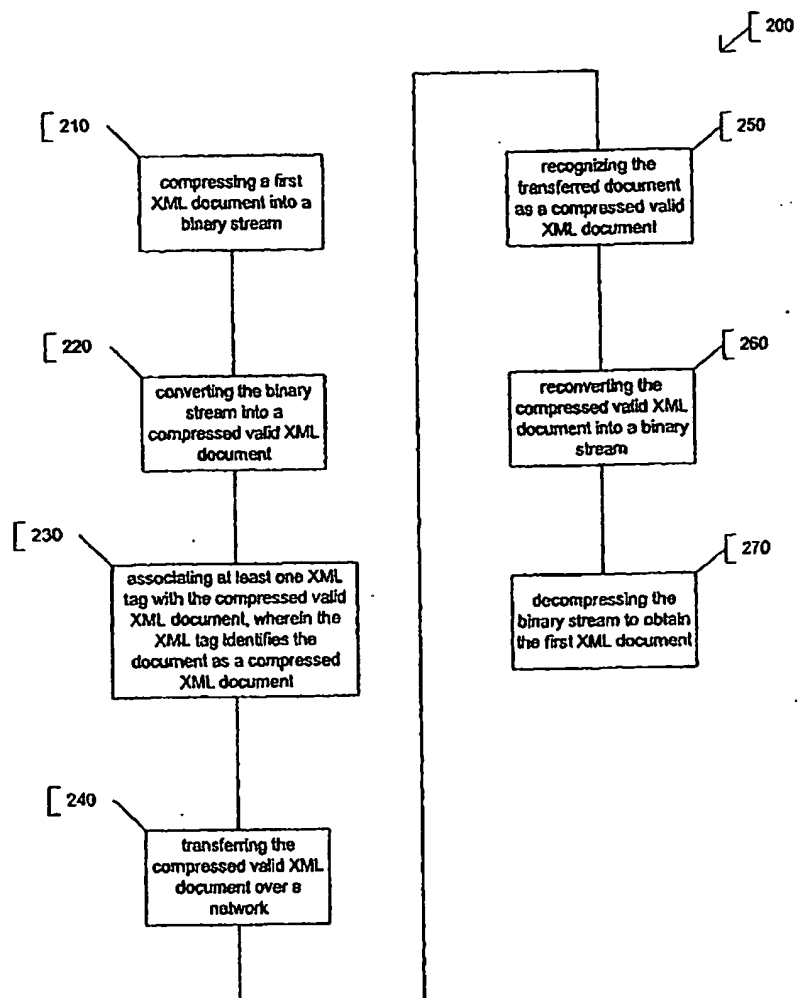 200
210
compressing a first
XML document into a
binary stream
220
converting the binary
stream into a
compressed valid XML
document
230
associating at least one XML
tag with the compressed valid
XML document, wherein the
XML tag identifies the
document as a compressed
XML document
240
transferring the
compressed valid XML
document over a
network
250
recognizing the
transferred document
as a compressed valid
XML document
260
reconverting the
compressed valid XML
document into a binary
stream
270
decompressing the
binary stream to obtain
the first XML document